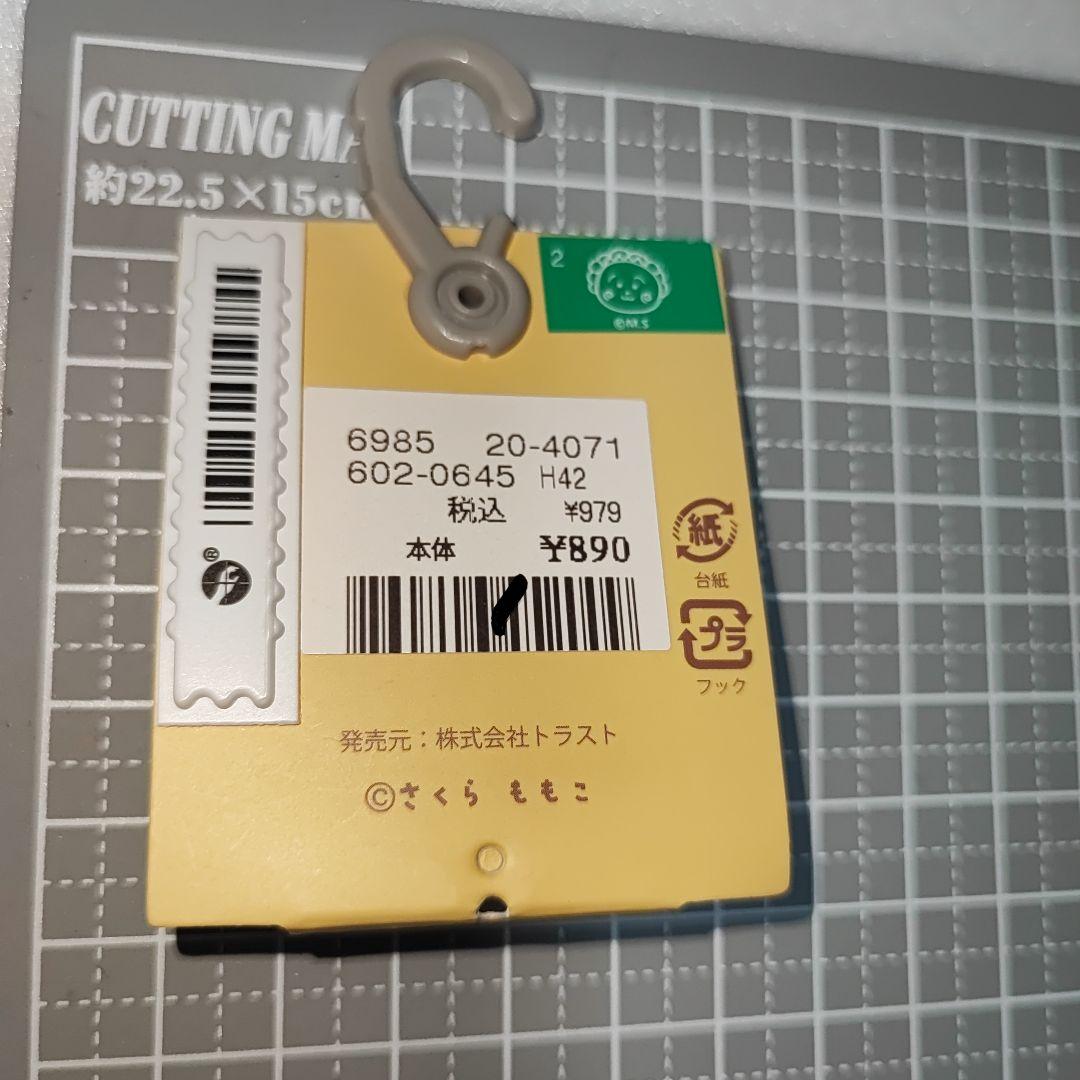 CUTTING MA
約22.5×15cm
2
©M.S
®
6985 20-4071
602-0645 H42
税込 ¥979
本体 ¥890
紙
台紙
プラ
フック
発売元：株式会社トラスト
©さくら ももこ